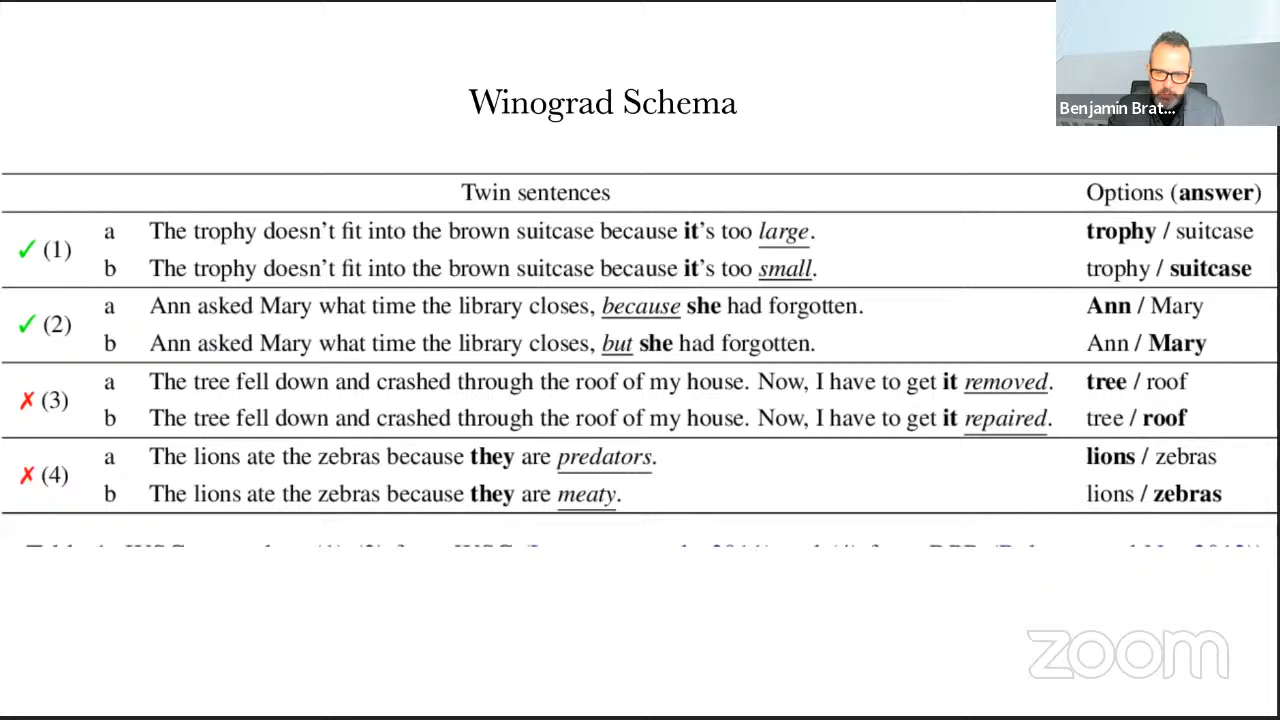 Winograd Schema
Benjamin Brat...
Twin sentences Options (answer)
✓ (1) a The trophy doesn't fit into the brown suitcase because it's too large. trophy / suitcase
b The trophy doesn't fit into the brown suitcase because it's too small. trophy / suitcase
✓ (2) a Ann asked Mary what time the library closes, because she had forgotten. Ann / Mary
b Ann asked Mary what time the library closes, but she had forgotten. Ann / Mary
✗ (3) a The tree fell down and crashed through the roof of my house. Now, I have to get it removed. tree / roof
b The tree fell down and crashed through the roof of my house. Now, I have to get it repaired. tree / roof
✗ (4) a The lions ate the zebras because they are predators. lions / zebras
b The lions ate the zebras because they are meaty. lions / zebras
zoom